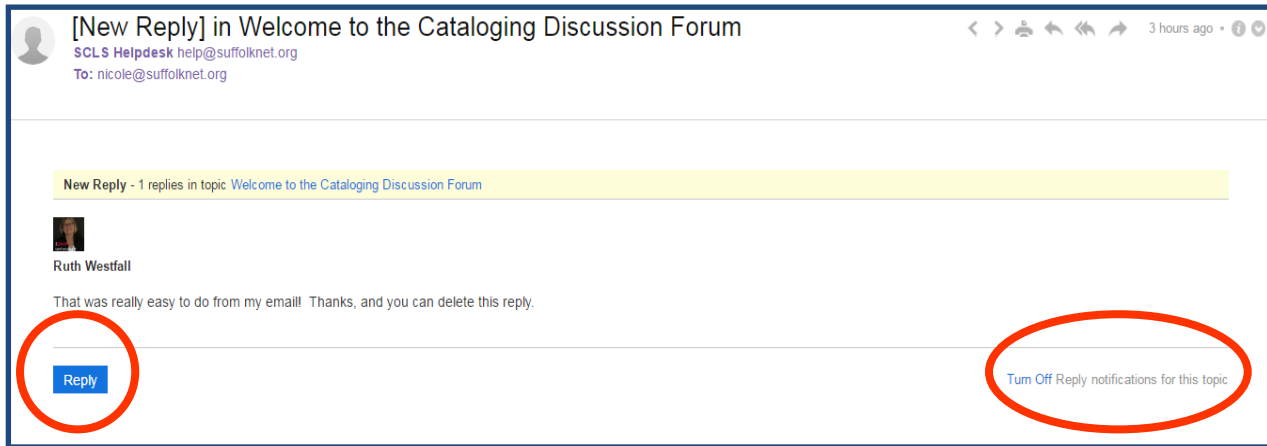 [New Reply] in Welcome to the Cataloging Discussion Forum
SCLS Helpdesk help@suffolknet.org
3 hours ago
To: nicole@suffolknet.org
New Reply - 1 replies in topic Welcome to the Cataloging Discussion Forum
Ruth Westfall
That was really easy to do from my email! Thanks, and you can delete this reply.
Reply
Turn Off Reply notifications for this topic